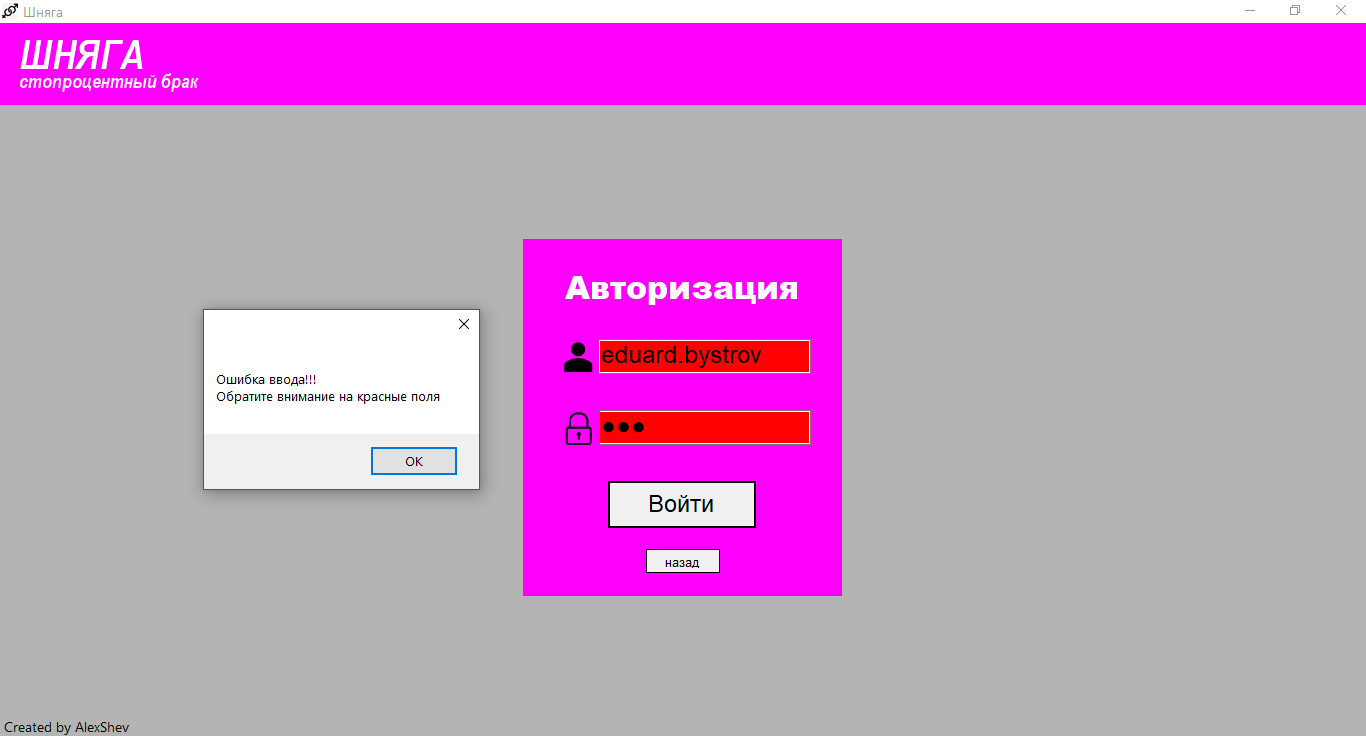 Шняга
ШНЯГА
стопроцентный брак
Авторизация
eduard.bystrov
●●●
Войти
назад
Ошибка ввода!!!
Обратите внимание на красные поля
ОК
Created by AlexShev